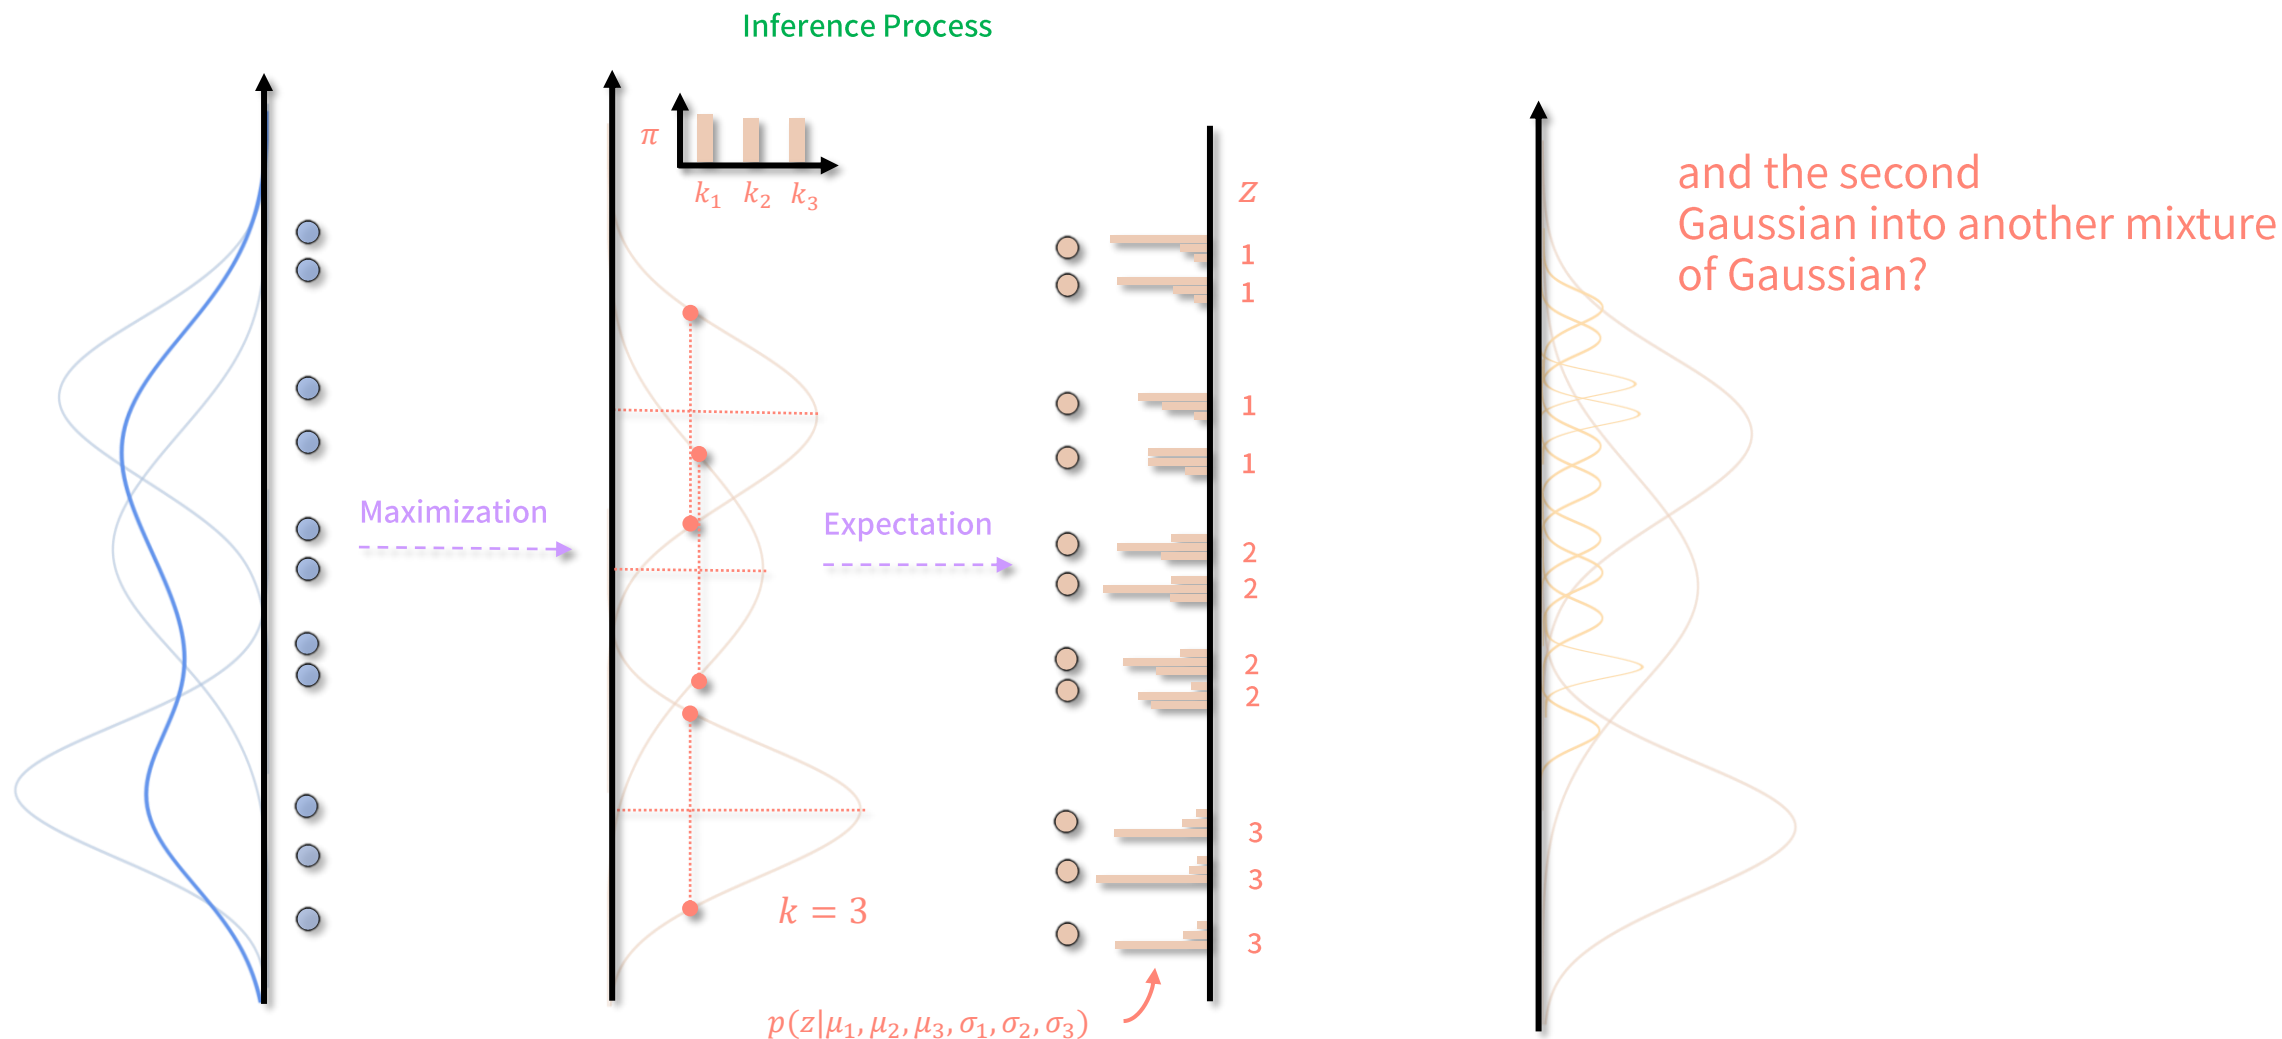 Inference Process
π
k₁ k₂ k₃
z
and the second
Gaussian into another mixture
of Gaussian?
1
1
1
1
Maximization
Expectation
2
2
2
2
3
3
3
k = 3
p(z|μ₁, μ₂, μ₃, σ₁, σ₂, σ₃)